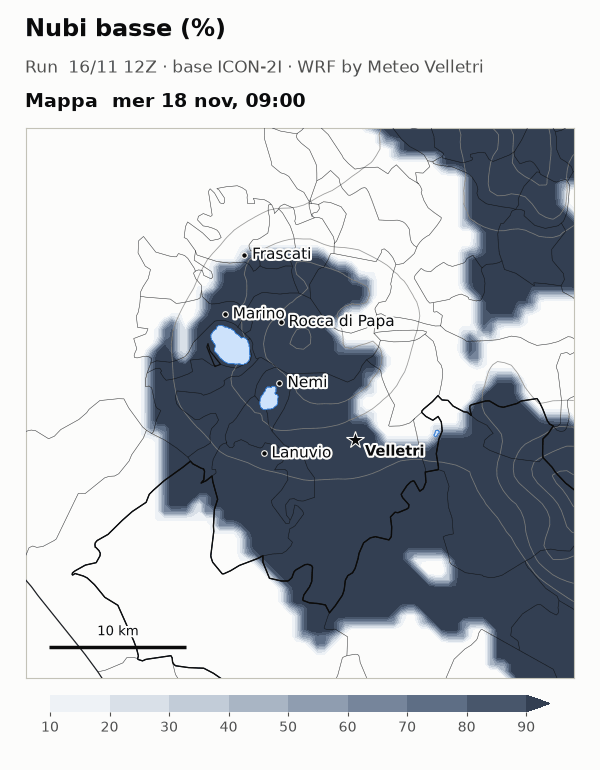 Nubi basse (%)
Run  16/11 12Z · base ICON-2I · WRF by Meteo Velletri
Mappa  mer 18 nov, 09:00
Frascati
Marino
Rocca di Papa
Nemi
Velletri
Lanuvio
10 km
10 20 30 40 50 60 70 80 90